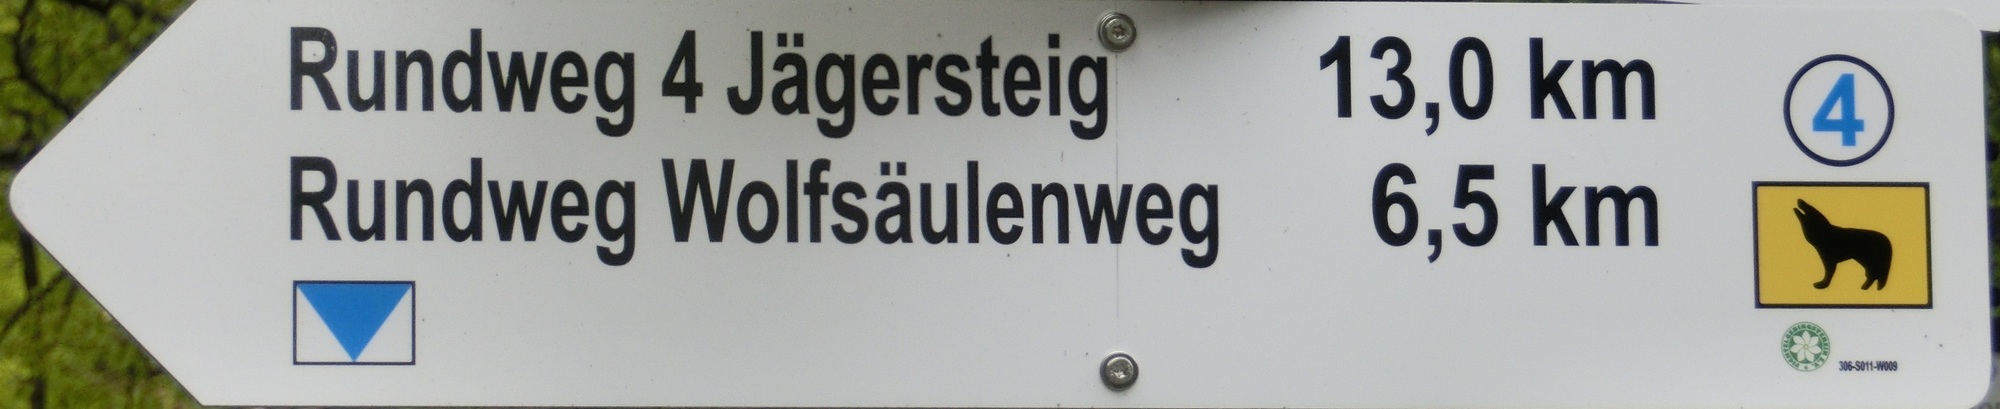 Rundweg 4 Jägersteig 13,0 km
4
Rundweg Wolfsäulenweg 6,5 km
306-S011-W009